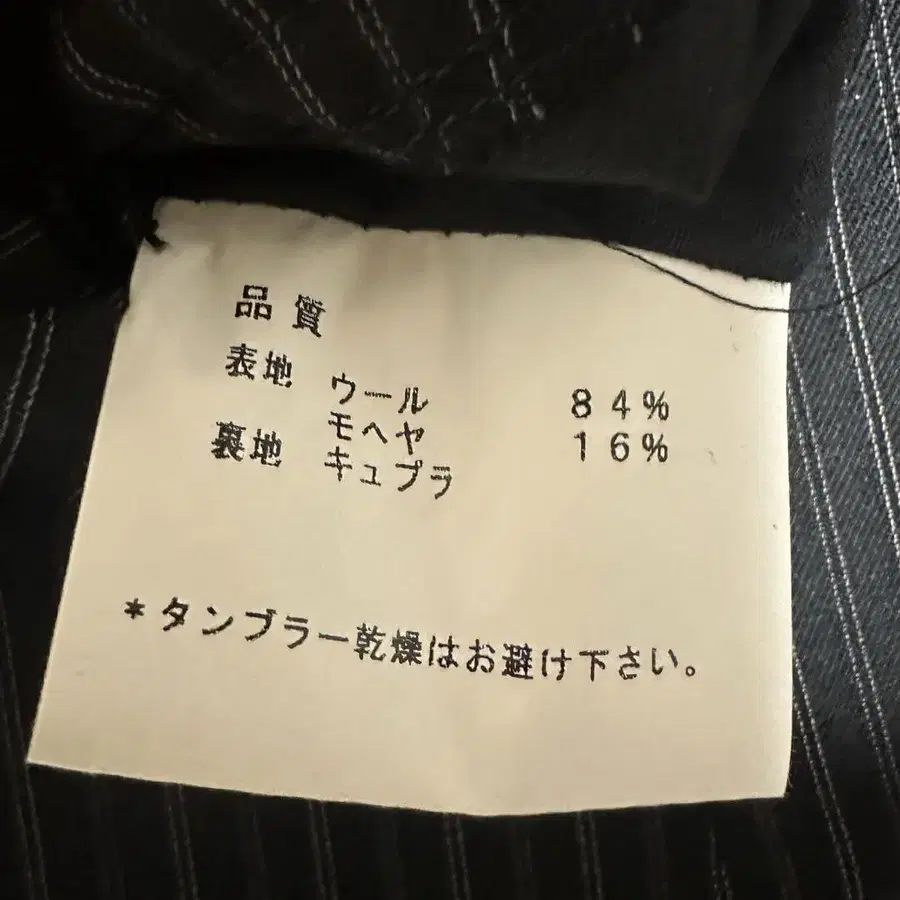 品 質
表地 ウール 84%
モヘヤ 16%
裏地 キュプラ
*タンブラー乾燥はお避け下さい。